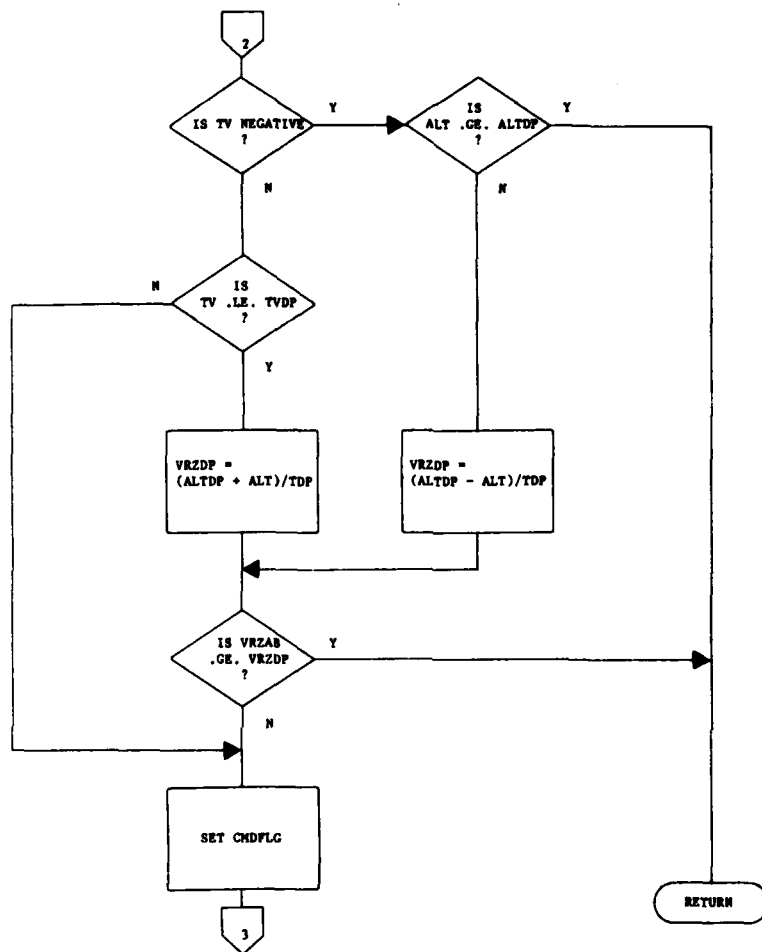 2
IS TV NEGATIVE
?
Y
N
IS
ALT .GE. ALTDP
?
Y
N
IS
TV .LE. TVDP
?
N
Y
VRZDP =
(ALTDP + ALT)/TDP
VRZDP =
(ALTDP - ALT)/TDP
IS VRZAB
.GE. VRZDP
?
Y
N
SET CMDFLG
3
RETURN